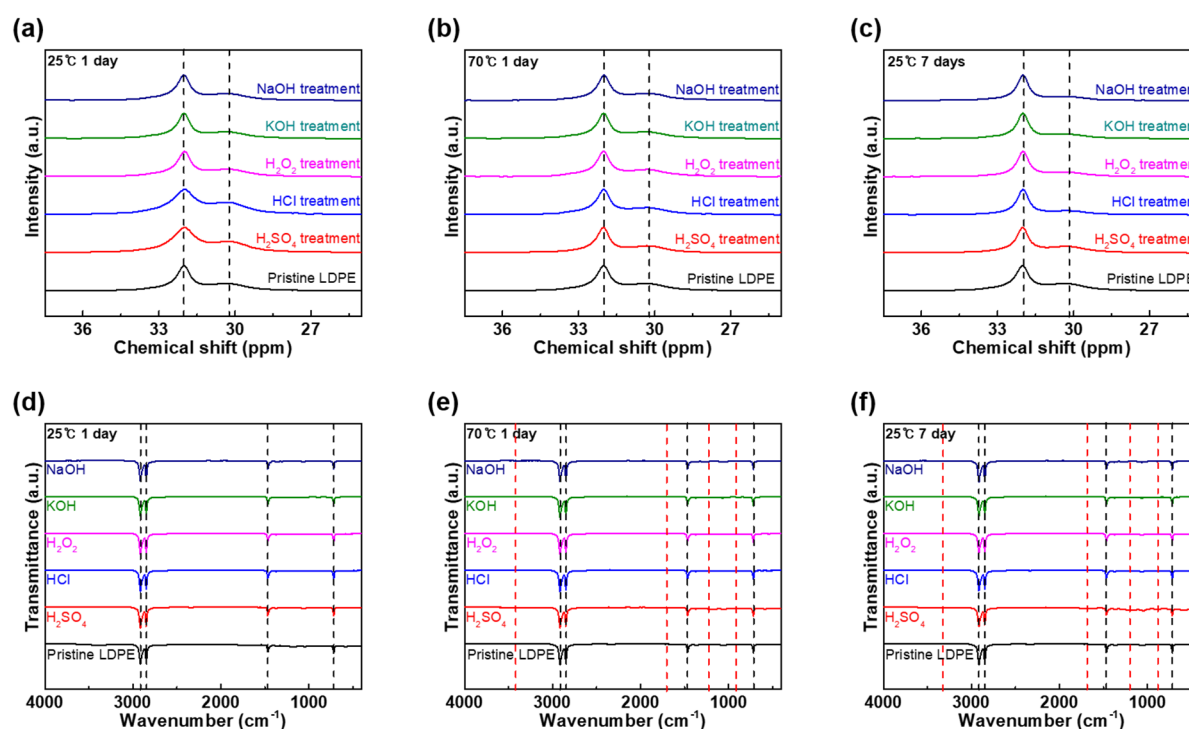 (a)
25℃ 1 day
NaOH treatment
KOH treatment
H₂O₂ treatment
HCl treatment
H₂SO₄ treatment
Pristine LDPE
Intensity (a.u.)
36 33 30 27
Chemical shift (ppm)
(b)
70℃ 1 day
NaOH treatment
KOH treatment
H₂O₂ treatment
HCl treatment
H₂SO₄ treatment
Pristine LDPE
Intensity (a.u.)
36 33 30 27
Chemical shift (ppm)
(c)
25℃ 7 days
NaOH treatment
KOH treatment
H₂O₂ treatment
HCl treatment
H₂SO₄ treatment
Pristine LDPE
Intensity (a.u.)
36 33 30 27
Chemical shift (ppm)
(d)
25℃ 1 day
NaOH
KOH
H₂O₂
HCl
H₂SO₄
Pristine LDPE
Transmittance (a.u.)
4000 3000 2000 1000
Wavenumber (cm⁻¹)
(e)
70℃ 1 day
NaOH
KOH
H₂O₂
HCl
H₂SO₄
Pristine LDPE
Transmittance (a.u.)
4000 3000 2000 1000
Wavenumber (cm⁻¹)
(f)
25℃ 7 day
NaOH
KOH
H₂O₂
HCl
H₂SO₄
Pristine LDPE
Transmittance (a.u.)
4000 3000 2000 1000
Wavenumber (cm⁻¹)